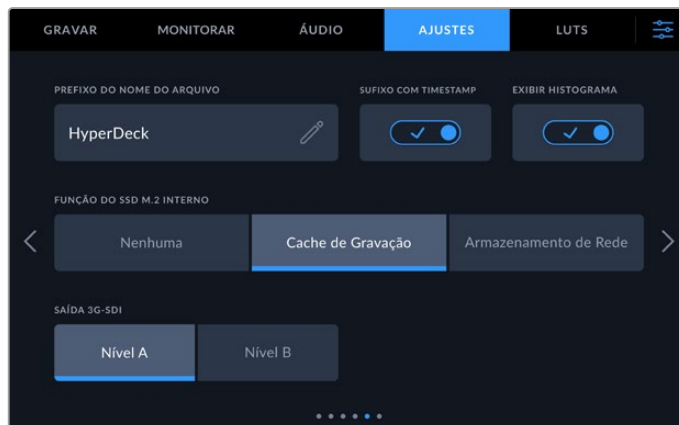 GRAVAR MONITORAR ÁUDIO AJUSTES LUTS
PREFIXO DO NOME DO ARQUIVO SUFIXO COM TIMESTAMP EXIBIR HISTOGRAMA
HyperDeck
FUNÇÃO DO SSD M.2 INTERNO
Nenhuma Cache de Gravação Armazenamento de Rede
SAÍDA 3G-SDI
Nível A Nível B